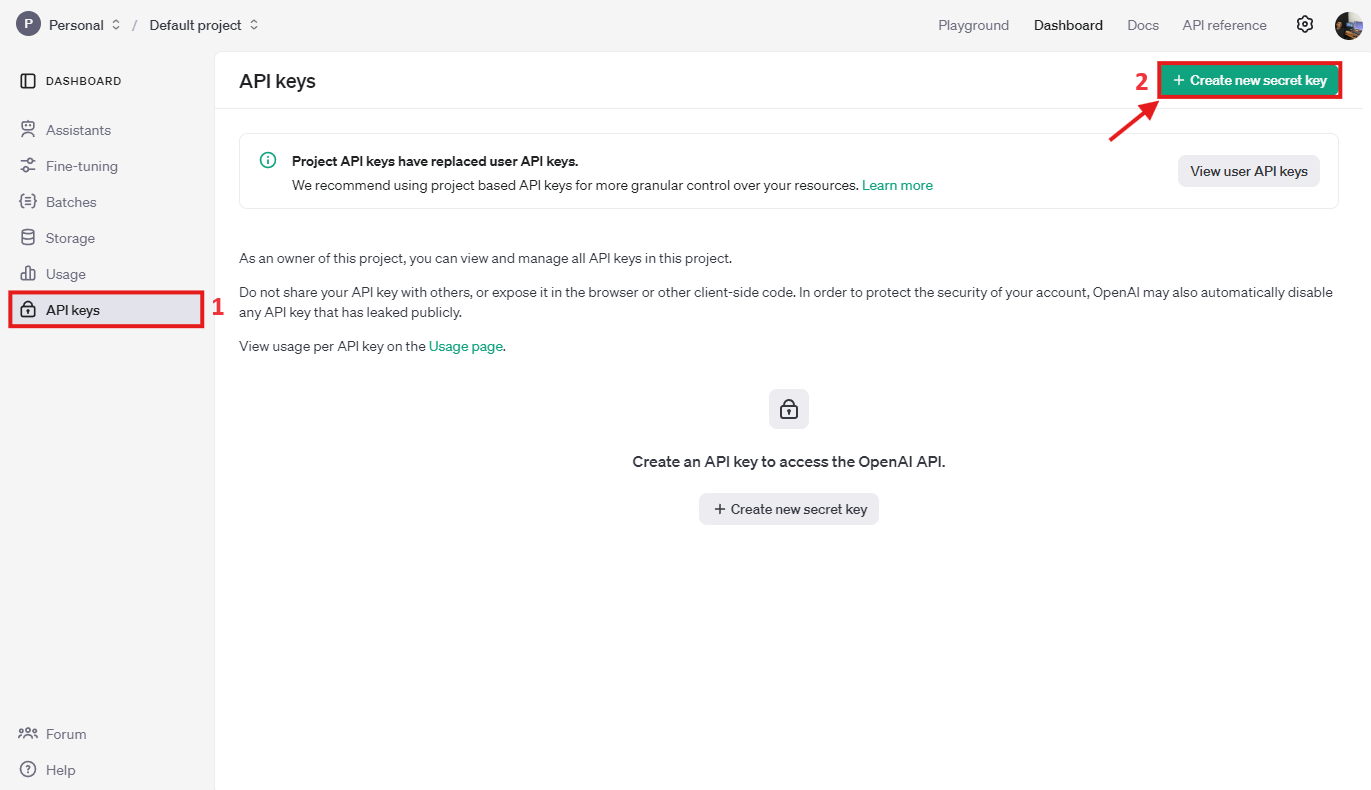 P Personal / Default project
Playground Dashboard Docs API reference
DASHBOARD
Assistants
Fine-tuning
Batches
Storage
Usage
API keys
1
Forum
Help
API keys
2
+ Create new secret key
Project API keys have replaced user API keys.
We recommend using project based API keys for more granular control over your resources. Learn more
View user API keys
As an owner of this project, you can view and manage all API keys in this project.
Do not share your API key with others, or expose it in the browser or other client-side code. In order to protect the security of your account, OpenAI may also automatically disable
any API key that has leaked publicly.
View usage per API key on the Usage page.
Create an API key to access the OpenAI API.
+ Create new secret key